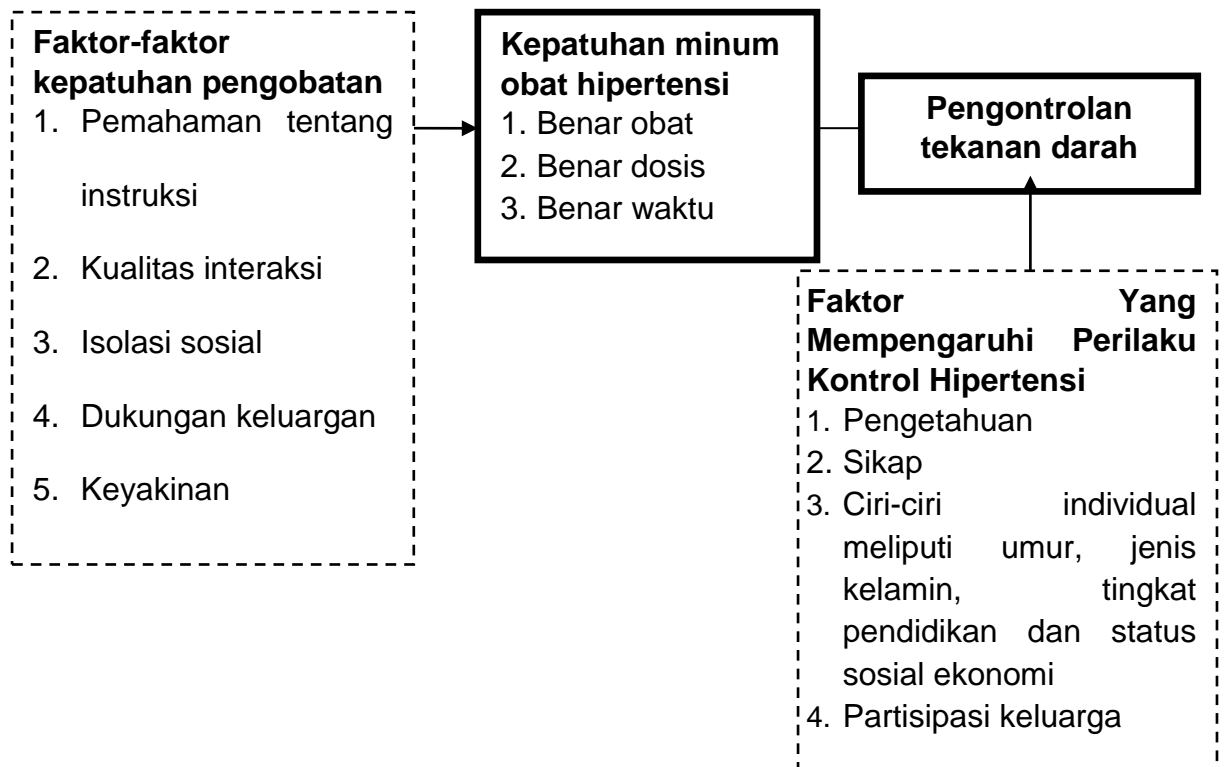 Faktor-faktor
kepatuhan pengobatan
1. Pemahaman tentang
instruksi
2. Kualitas interaksi
3. Isolasi sosial
4. Dukungan keluargan
5. Keyakinan
Kepatuhan minum
obat hipertensi
1. Benar obat
2. Benar dosis
3. Benar waktu
Pengontrolan
tekanan darah
Faktor Yang
Mempengaruhi Perilaku
Kontrol Hipertensi
1. Pengetahuan
2. Sikap
3. Ciri-ciri individual
meliputi umur, jenis
kelamin, tingkat
pendidikan dan status
sosial ekonomi
4. Partisipasi keluarga